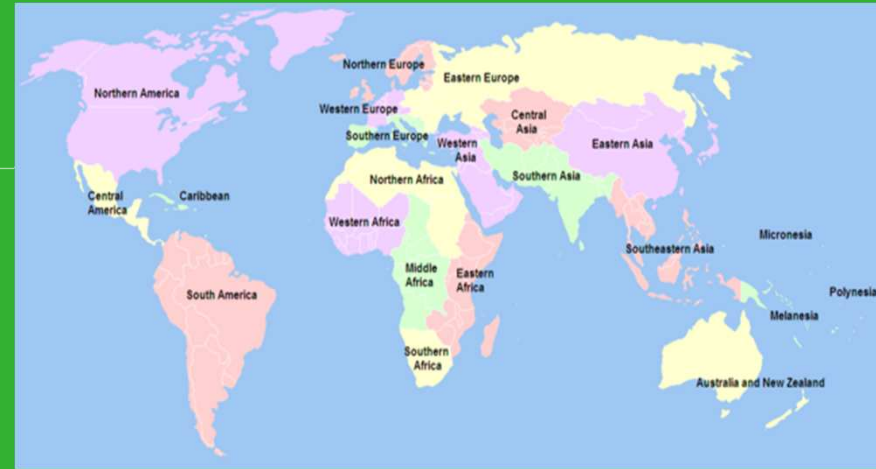 Northern Europe
Eastern Europe
Northern America
Western Europe
Central
Asia
Southern Europe
Western
Asia
Eastern Asia
Southern Asia
Northern Africa
Central
America
Caribbean
Western Africa
Micronesia
Southeastern Asia
Middle
Africa
Eastern
Africa
South America
Polynesia
Melanesia
Southern
Africa
Australia and New Zealand